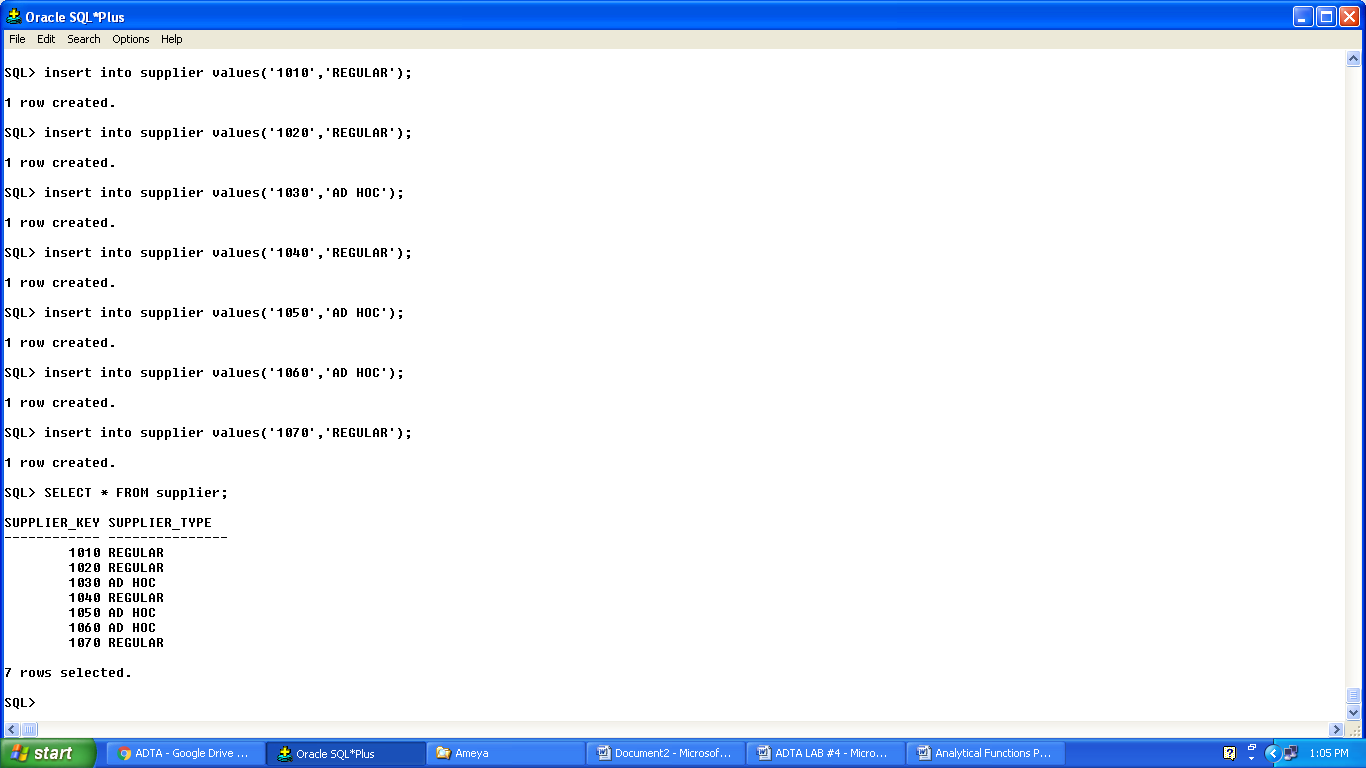 Oracle SQL*Plus
File Edit Search Options Help
SQL> insert into supplier values('1010','REGULAR');
1 row created.
SQL> insert into supplier values('1020','REGULAR');
1 row created.
SQL> insert into supplier values('1030','AD HOC');
1 row created.
SQL> insert into supplier values('1040','REGULAR');
1 row created.
SQL> insert into supplier values('1050','AD HOC');
1 row created.
SQL> insert into supplier values('1060','AD HOC');
1 row created.
SQL> insert into supplier values('1070','REGULAR');
1 row created.
SQL> SELECT * FROM supplier;
SUPPLIER_KEY SUPPLIER_TYPE
------------ ---------------
1010 REGULAR
1020 REGULAR
1030 AD HOC
1040 REGULAR
1050 AD HOC
1060 AD HOC
1070 REGULAR
7 rows selected.
SQL>
start ADTA - Google Drive ... Oracle SQL*Plus Ameya Document2 - Microsof... ADTA LAB #4 - Micro... Analytical Functions P... 1:05 PM